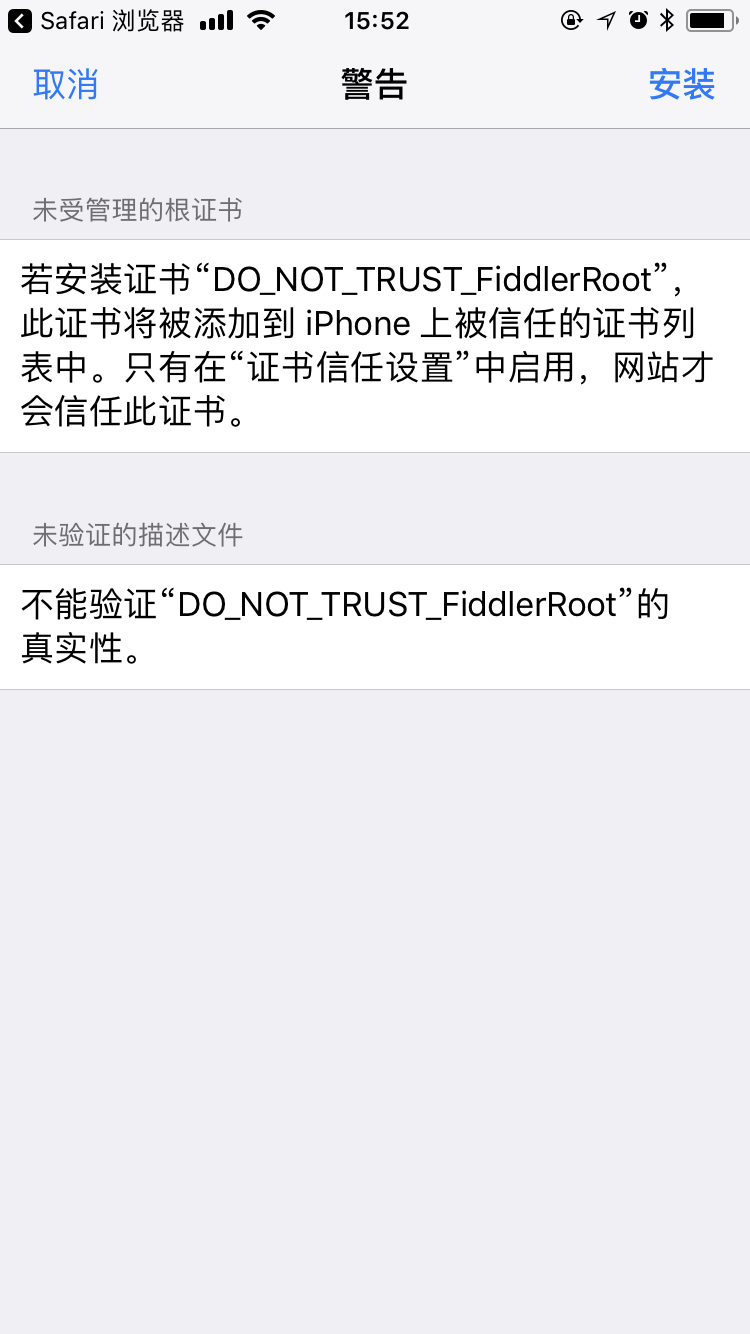 Safari 浏览器
15:52
取消
警告
安装
未受管理的根证书
若安装证书“DO_NOT_TRUST_FiddlerRoot”，
此证书将被添加到 iPhone 上被信任的证书列
表中。只有在“证书信任设置”中启用，网站才
会信任此证书。
未验证的描述文件
不能验证“DO_NOT_TRUST_FiddlerRoot”的
真实性。